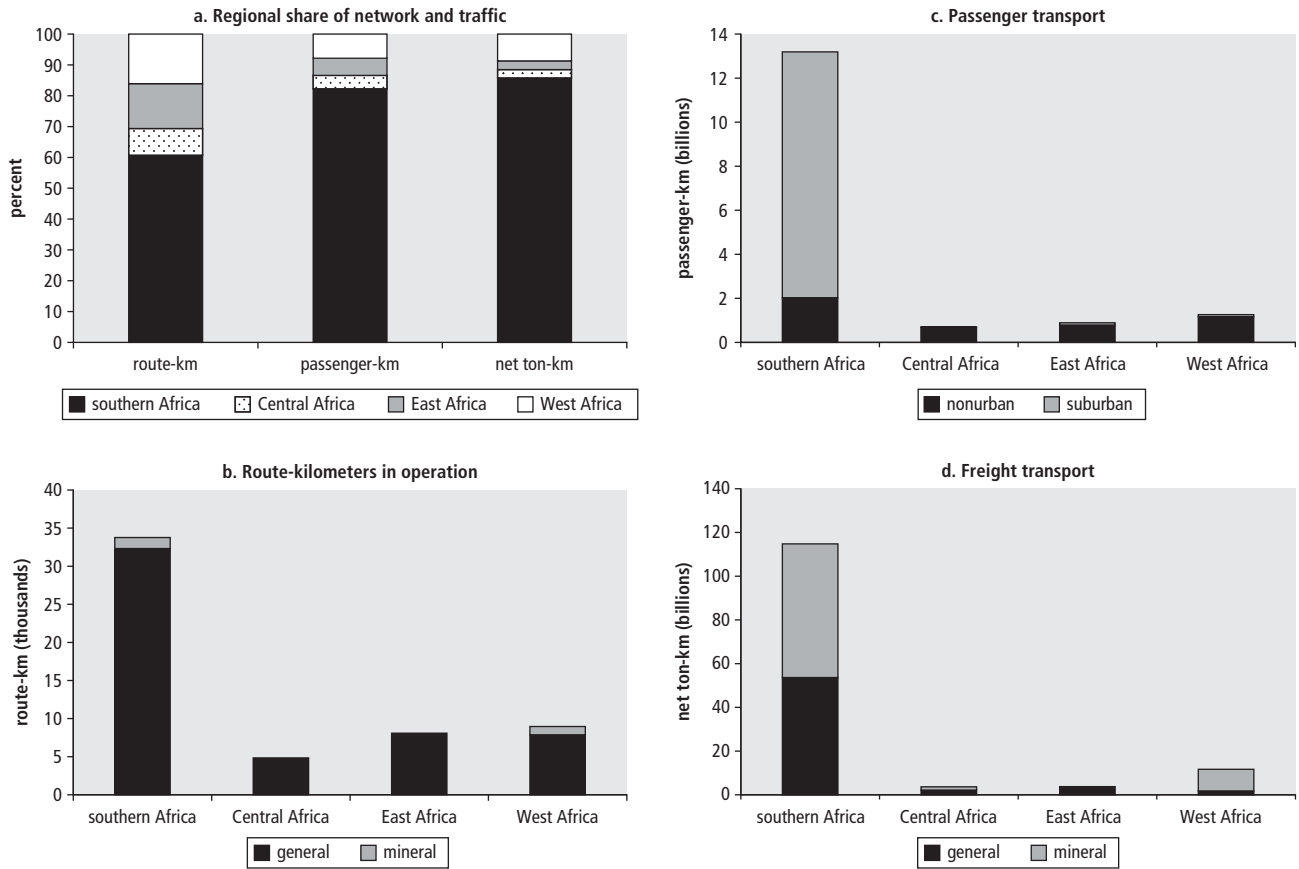 a. Regional share of network and traffic
percent
100
90
80
70
60
50
40
30
20
10
0
route-km
passenger-km
net ton-km
southern Africa
Central Africa
East Africa
West Africa
b. Route-kilometers in operation
route-km (thousands)
40
35
30
25
20
15
10
5
0
southern Africa
Central Africa
East Africa
West Africa
general
mineral
c. Passenger transport
passenger-km (billions)
14
12
10
8
6
4
2
0
southern Africa
Central Africa
East Africa
West Africa
nonurban
suburban
d. Freight transport
net ton-km (billions)
140
120
100
80
60
40
20
0
southern Africa
Central Africa
East Africa
West Africa
general
mineral